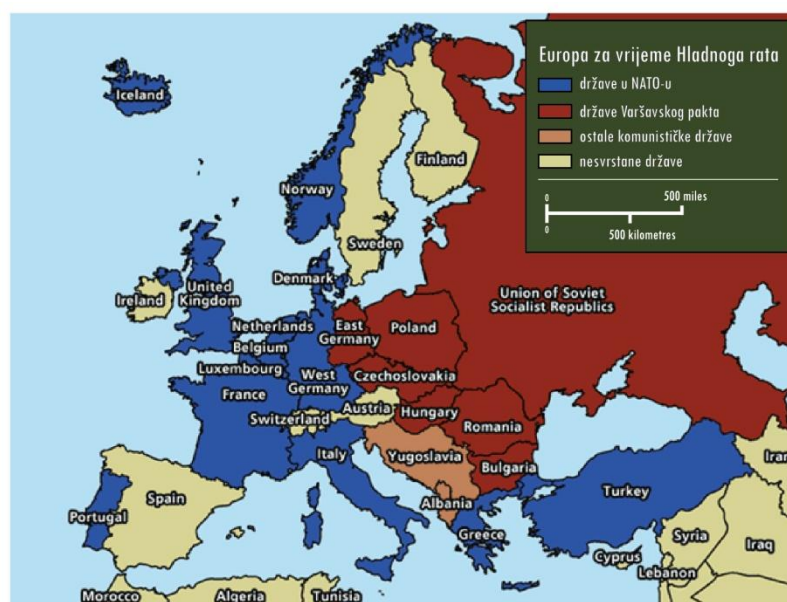 Europa za vrijeme Hladnoga rata
države u NATO-u
države Varšavskog pakta
ostale komunističke države
nesvrstane države
0
500 miles
0
500 kilometres
Iceland
Finland
Norway
Sweden
Denmark
Ireland
United
Kingdom
Netherlands
Belgium
Luxembourg
East
Germany
Poland
Union of Soviet
Socialist Republics
West
Germany
Czechoslovakia
France
Switzerland
Austria
Hungary
Romania
Italy
Yugoslavia
Bulgaria
Albania
Spain
Portugal
Greece
Turkey
Iran
Syria
Cyprus
Lebanon
Iraq
Morocco
Algeria
Tunisia